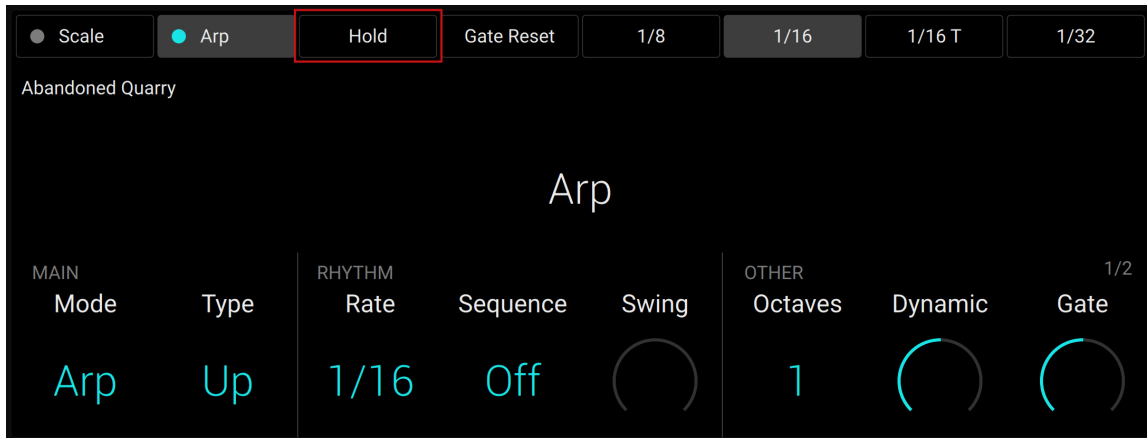 Scale Arp Hold Gate Reset 1/8 1/16 1/16 T 1/32
Abandoned Quarry
Arp
MAIN RHYTHM OTHER 1/2
Mode Type Rate Sequence Swing Octaves Dynamic Gate
Arp Up 1/16 Off 1